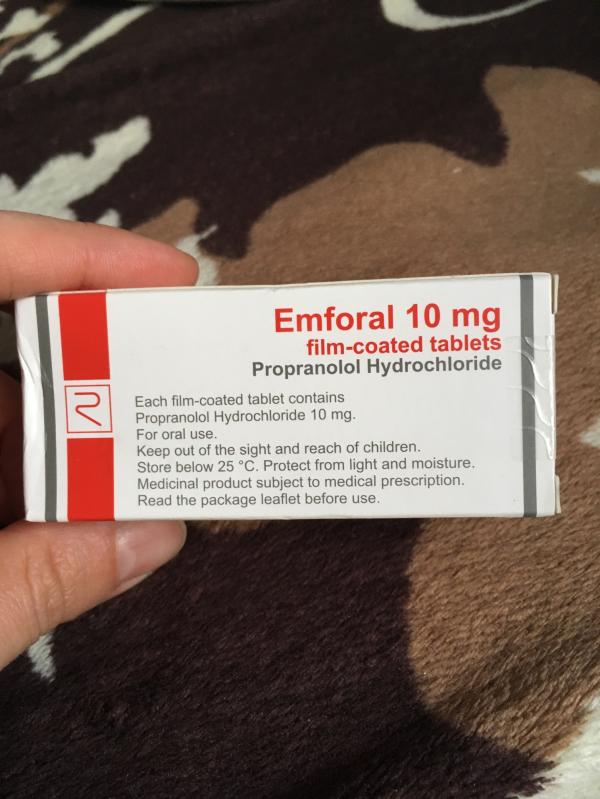 Emforal 10 mg
film-coated tablets
Propranolol Hydrochloride
Each film-coated tablet contains
Propranolol Hydrochloride 10 mg.
For oral use.
Keep out of the sight and reach of children.
Store below 25 °C. Protect from light and moisture.
Medicinal product subject to medical prescription.
Read the package leaflet before use.